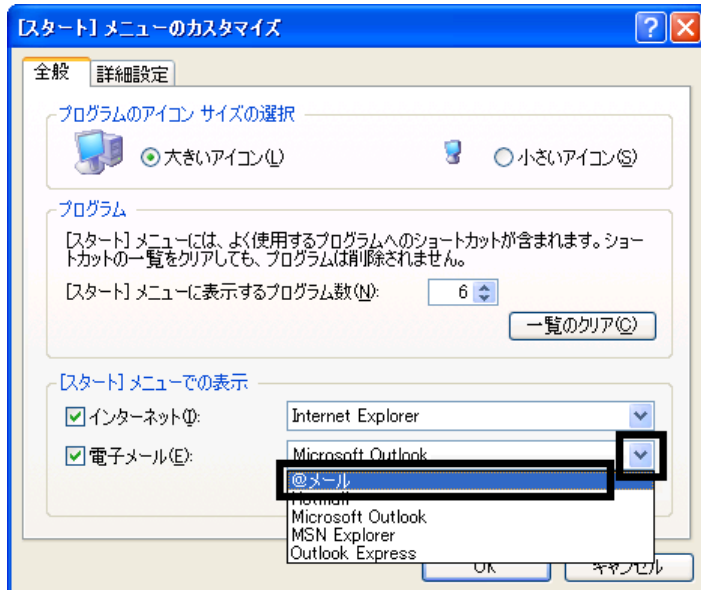 [スタート] メニューのカスタマイズ
全般
詳細設定
プログラムのアイコン サイズの選択
大きいアイコン(L)
小さいアイコン(S)
プログラム
[スタート] メニューには、よく使用するプログラムへのショートカットが含まれます。ショー
トカットの一覧をクリアしても、プログラムは削除されません。
[スタート] メニューに表示するプログラム数(N):
6
一覧のクリア(C)
[スタート] メニューでの表示
インターネット(I):
Internet Explorer
電子メール(E):
Microsoft Outlook
@メール
Hotmail
Microsoft Outlook
MSN Explorer
Outlook Express
OK
キャンセル